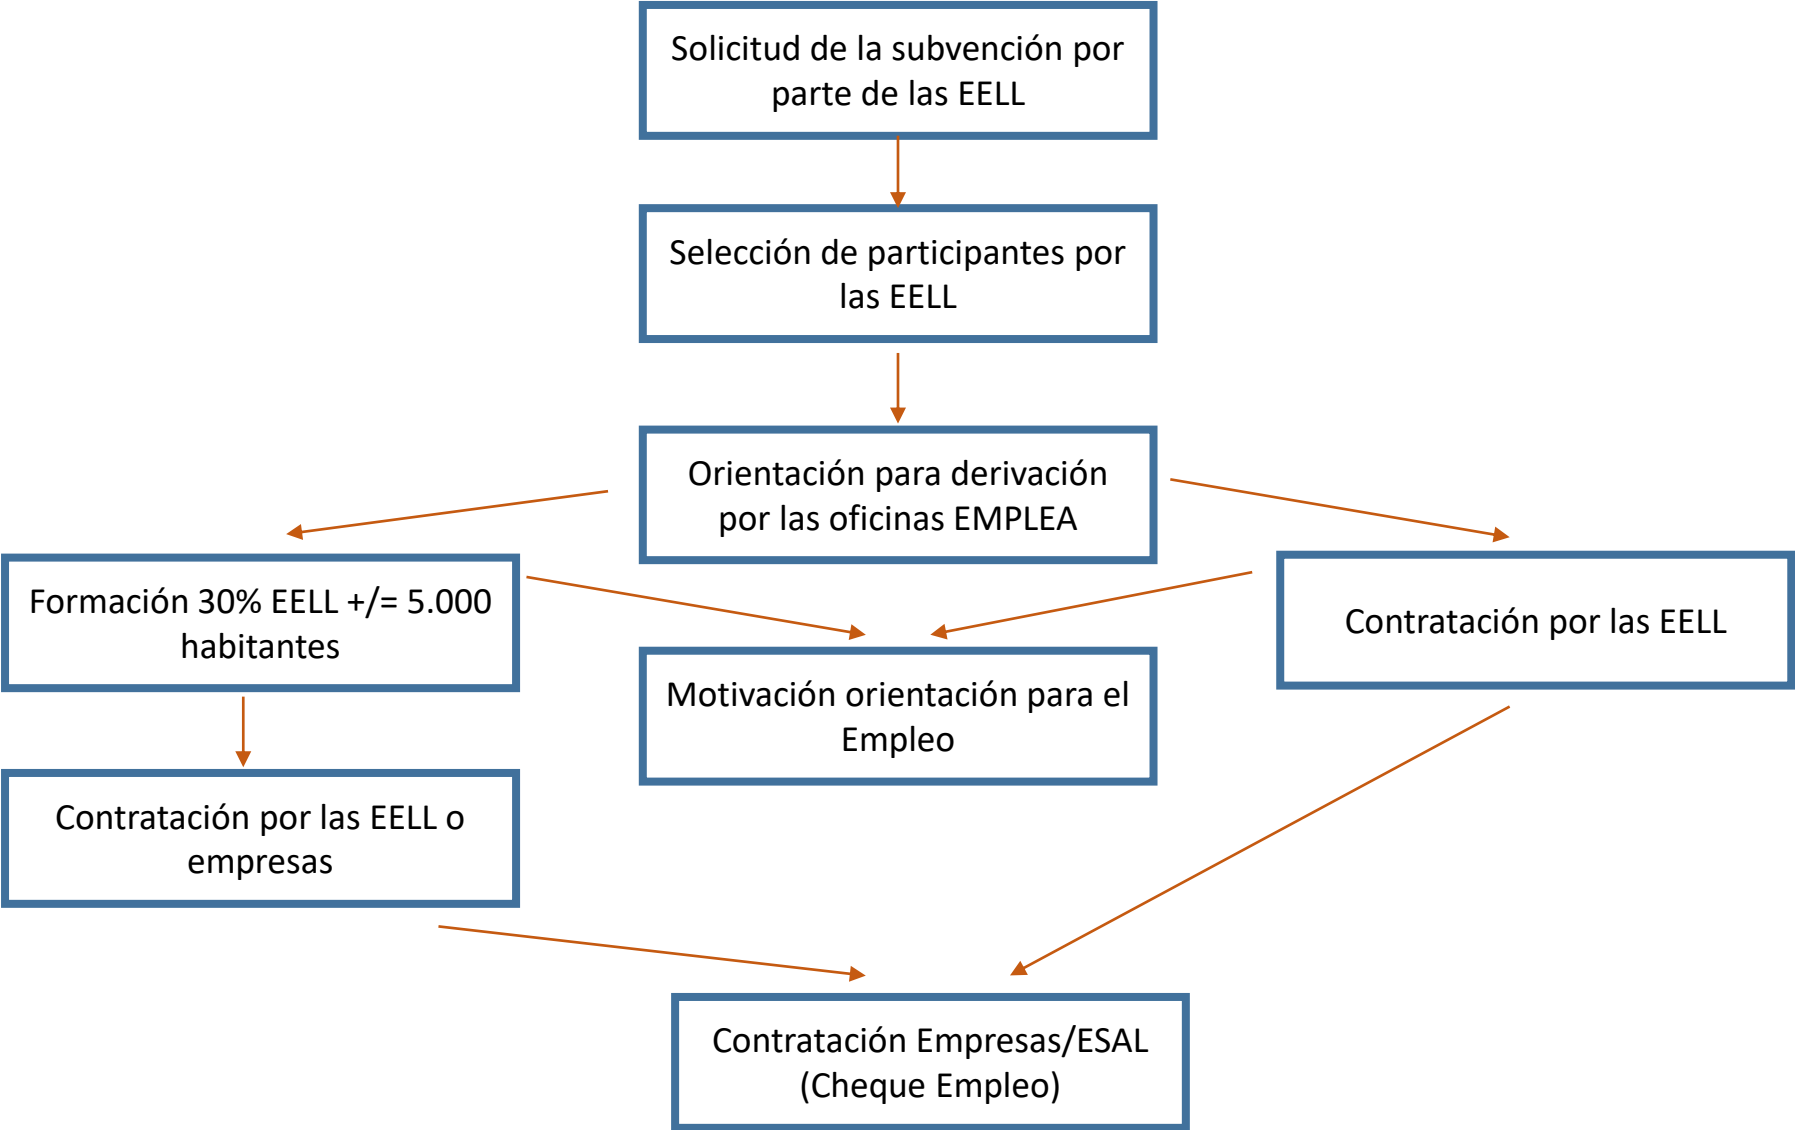 Solicitud de la subvención por
parte de las EELL
Selección de participantes por
las EELL
Orientación para derivación
por las oficinas EMPLEA
Formación 30% EELL +/= 5.000
habitantes
Contratación por las EELL
Motivación orientación para el
Empleo
Contratación por las EELL o
empresas
Contratación Empresas/ESAL
(Cheque Empleo)